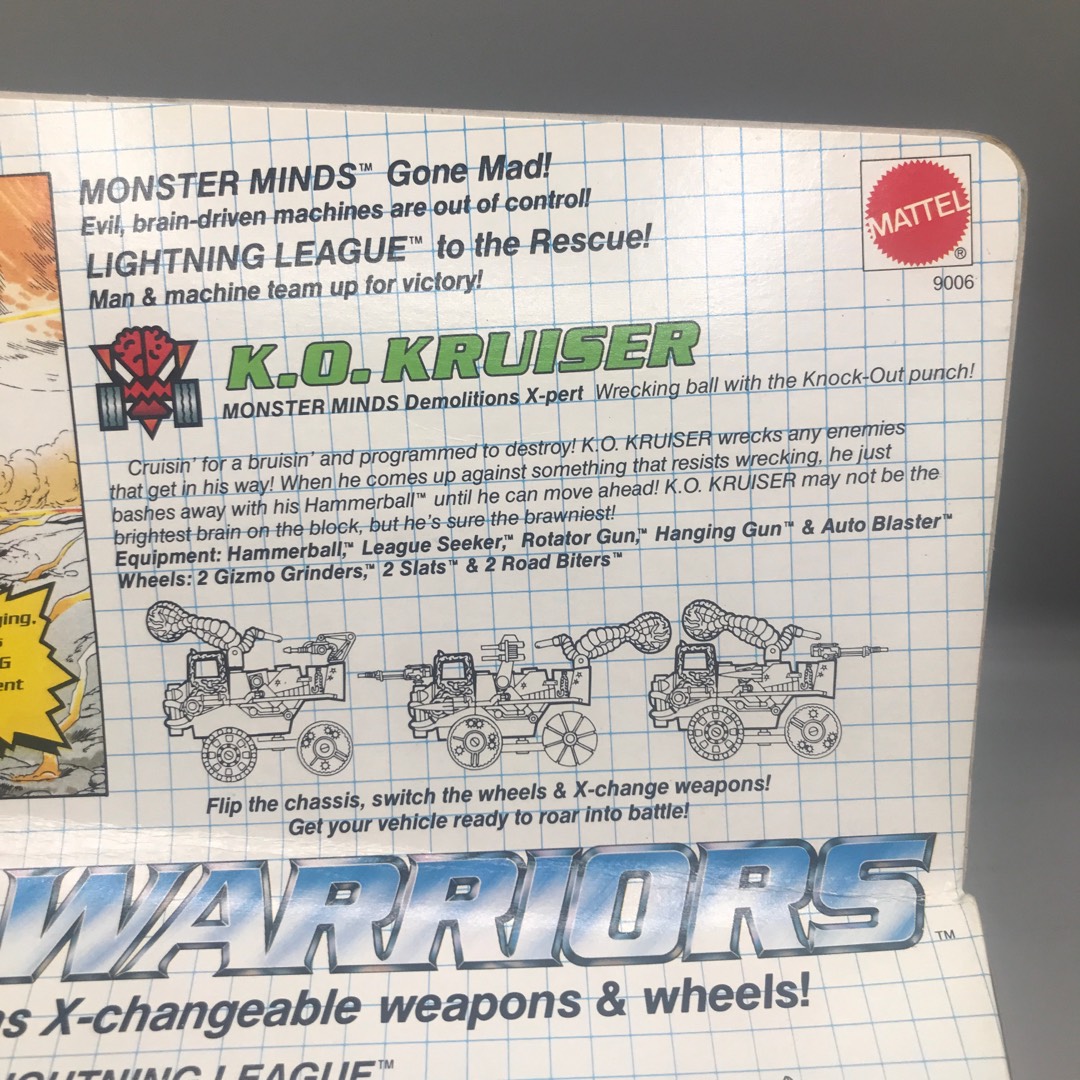 MONSTER MINDS™ Gone Mad!
Evil, brain-driven machines are out of control!
LIGHTNING LEAGUE™ to the Rescue!
Man & machine team up for victory!
MATTEL
®
9006
K.O. KRUISER
MONSTER MINDS Demolitions X-pert Wrecking ball with the Knock-Out punch!
Cruisin' for a bruisin' and programmed to destroy! K.O. KRUISER wrecks any enemies
that get in his way! When he comes up against something that resists wrecking, he just
bashes away with his Hammerball™ until he can move ahead! K.O. KRUISER may not be the
brightest brain on the block, but he's sure the brawniest!
Equipment: Hammerball,™ League Seeker,™ Rotator Gun,™ Hanging Gun™ & Auto Blaster™
Wheels: 2 Gizmo Grinders,™ 2 Slats™ & 2 Road Biters™
Flip the chassis, switch the wheels & X-change weapons!
Get your vehicle ready to roar into battle!
WARRIORS™
X-changeable weapons & wheels!
LEAGUE™